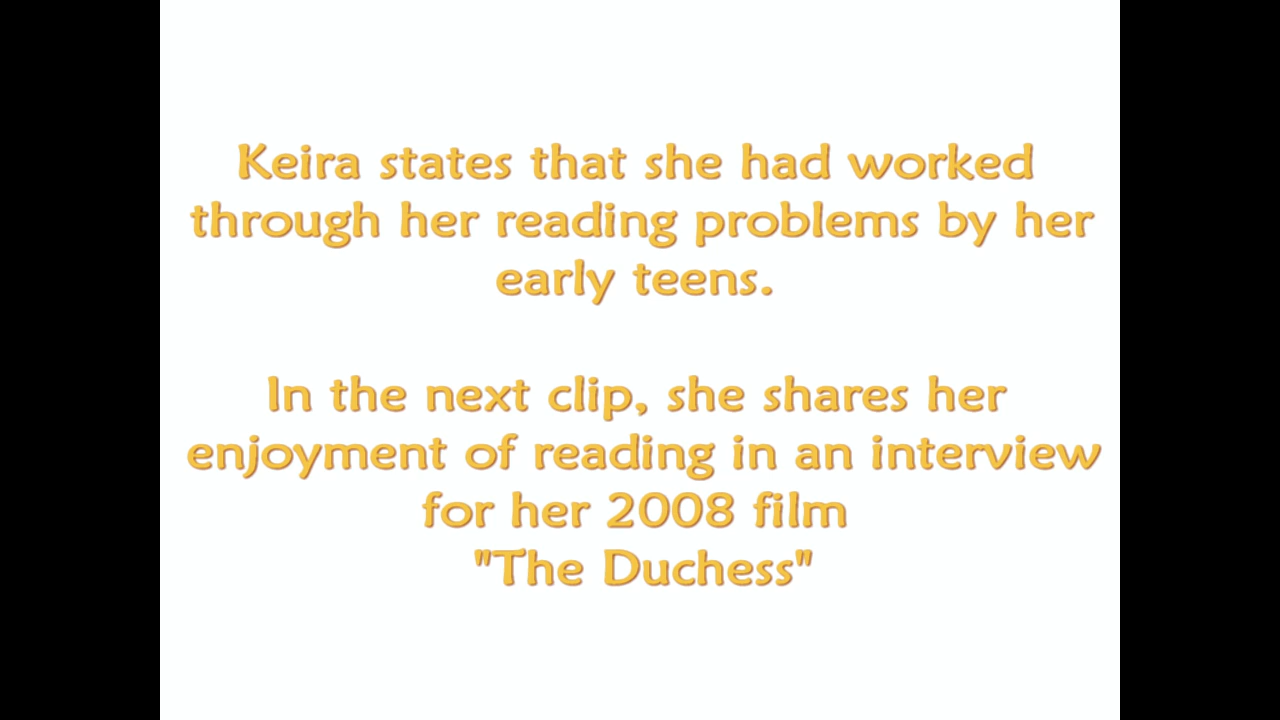 Keira states that she had worked
through her reading problems by her
early teens.
In the next clip, she shares her
enjoyment of reading in an interview
for her 2008 film
"The Duchess"